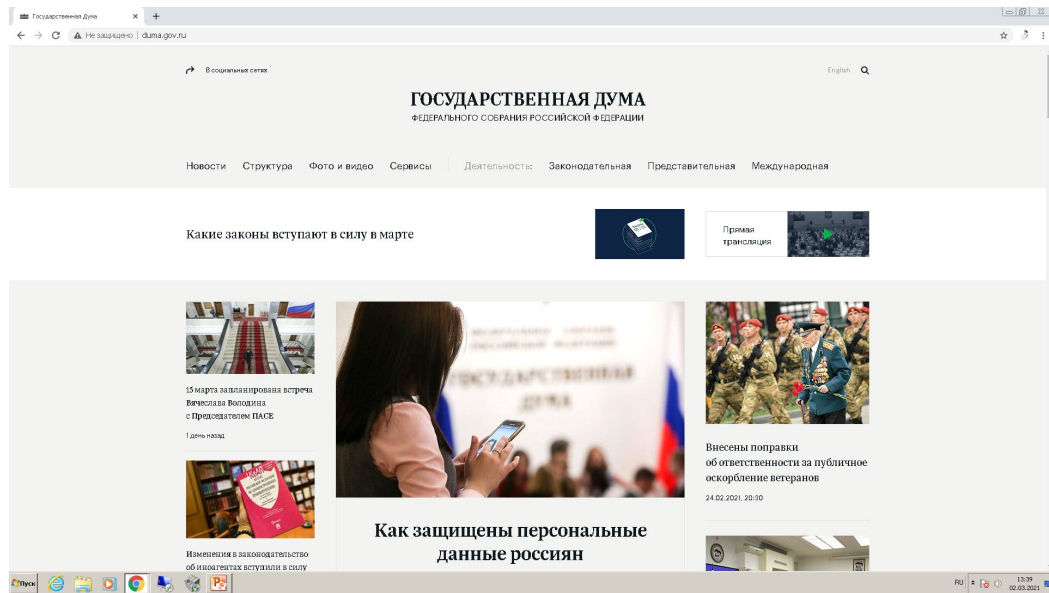 Государственная Дума
Не защищено | duma.gov.ru
В социальных сетях
English
ГОСУДАРСТВЕННАЯ ДУМА
ФЕДЕРАЛЬНОГО СОБРАНИЯ РОССИЙСКОЙ ФЕДЕРАЦИИ
Новости Структура Фото и видео Сервисы Деятельность: Законодательная Представительная Международная
Какие законы вступают в силу в марте
Прямая
трансляция
15 марта запланирована встреча
Вячеслава Володина
с Председателем ПАСЕ
1 день назад
Изменения в законодательство
об иноагентах вступили в силу
ГОСУДАРСТВЕННАЯ
ДУМА
Как защищены персональные
данные россиян
Внесены поправки
об ответственности за публичное
оскорбление ветеранов
24.02.2021, 20:30
Пуск
RU
13:39
02.03.2021